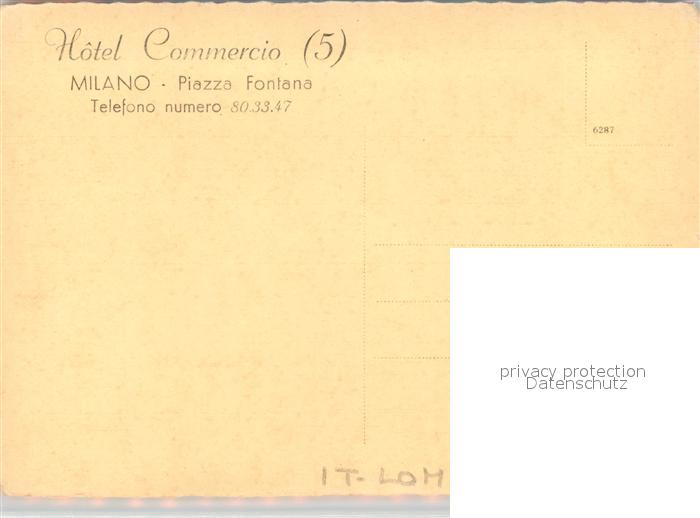 Hôtel Commercio (5)
MILANO - Piazza Fontana
Telefono numero 80.33.47
6287
privacy protection
Datenschutz
IT-LOM